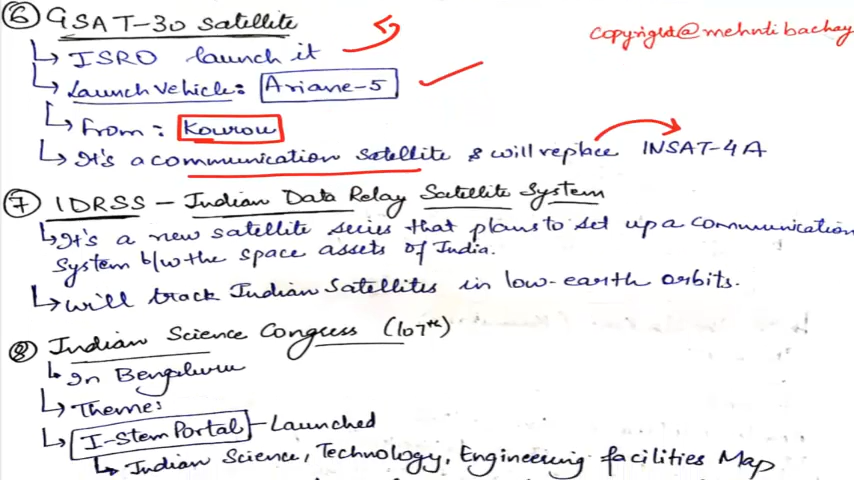 ⑥ GSAT-30 Satellite
copyright@mehntibachay
↳ ISRO launch it
↳ Launch Vehicle: Ariane-5
↳ From: Kourou
↳ It's a communication satellite & will replace INSAT-4A
⑦ IDRSS - Indian Data Relay Satellite System
↳ It's a new satellite series that plans to set up a communication
System b/w the space assets of India.
↳ will track Indian Satellites in low-earth orbits.
⑧ Indian Science Congress (107th)
↳ In Bengaluru
↳ Theme:
↳ I-Stem Portal - Launched
↳ Indian Science, Technology, Engineering facilities Map